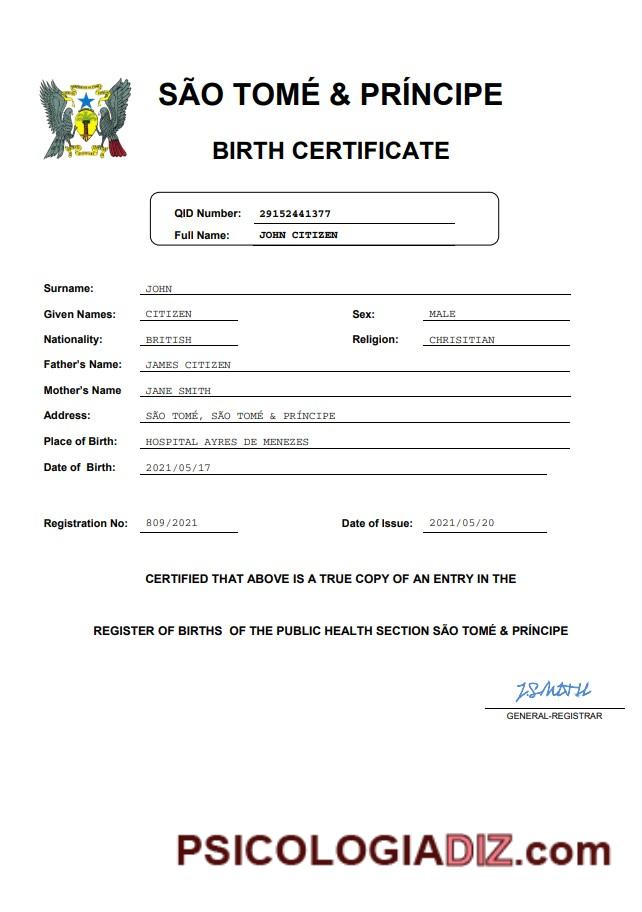 SÃO TOMÉ & PRÍNCIPE
BIRTH CERTIFICATE
QID Number: 29152441377
Full Name: JOHN CITIZEN
Surname: JOHN
Given Names: CITIZEN Sex: MALE
Nationality: BRITISH Religion: CHRISITIAN
Father's Name: JAMES CITIZEN
Mother's Name JANE SMITH
Address: SÃO TOMÉ, SÃO TOMÉ & PRÍNCIPE
Place of Birth: HOSPITAL AYRES DE MENEZES
Date of Birth: 2021/05/17
Registration No: 809/2021 Date of Issue: 2021/05/20
CERTIFIED THAT ABOVE IS A TRUE COPY OF AN ENTRY IN THE
REGISTER OF BIRTHS OF THE PUBLIC HEALTH SECTION SÃO TOMÉ & PRÍNCIPE
J.SMITH
GENERAL-REGISTRAR
PSICOLOGIADIZ.com